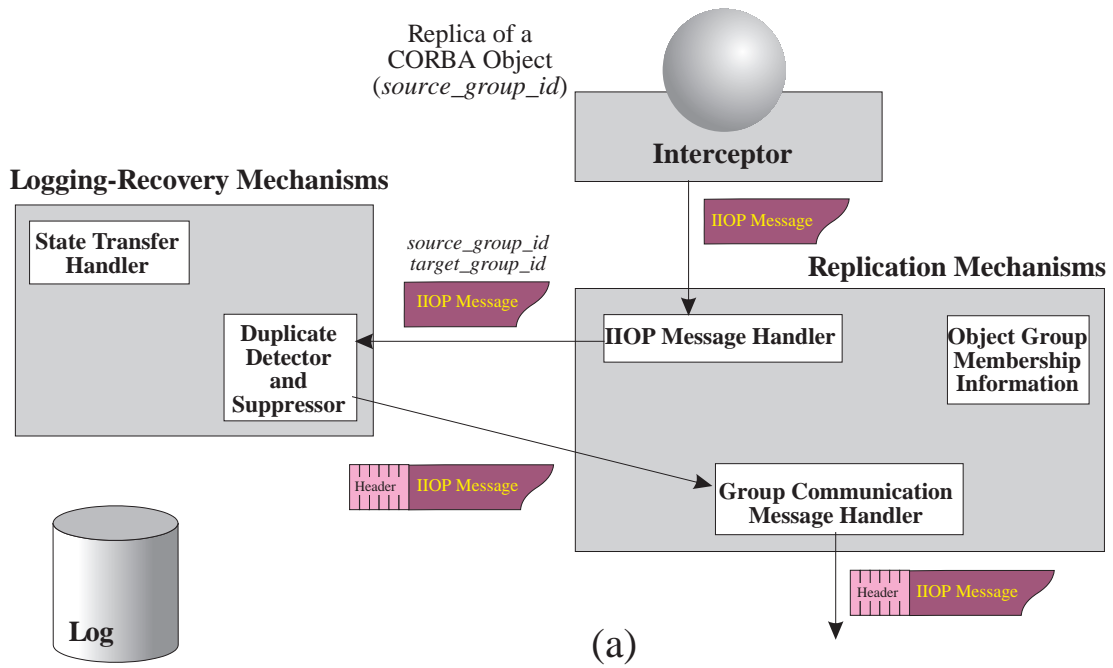 Replica of a
CORBA Object
(source_group_id)
Interceptor
IIOP Message
Logging-Recovery Mechanisms
State Transfer
Handler
source_group_id
target_group_id
IIOP Message
Duplicate
Detector
and
Suppressor
Replication Mechanisms
IIOP Message Handler
Object Group
Membership
Information
Header
IIOP Message
Group Communication
Message Handler
Header
IIOP Message
Log
(a)